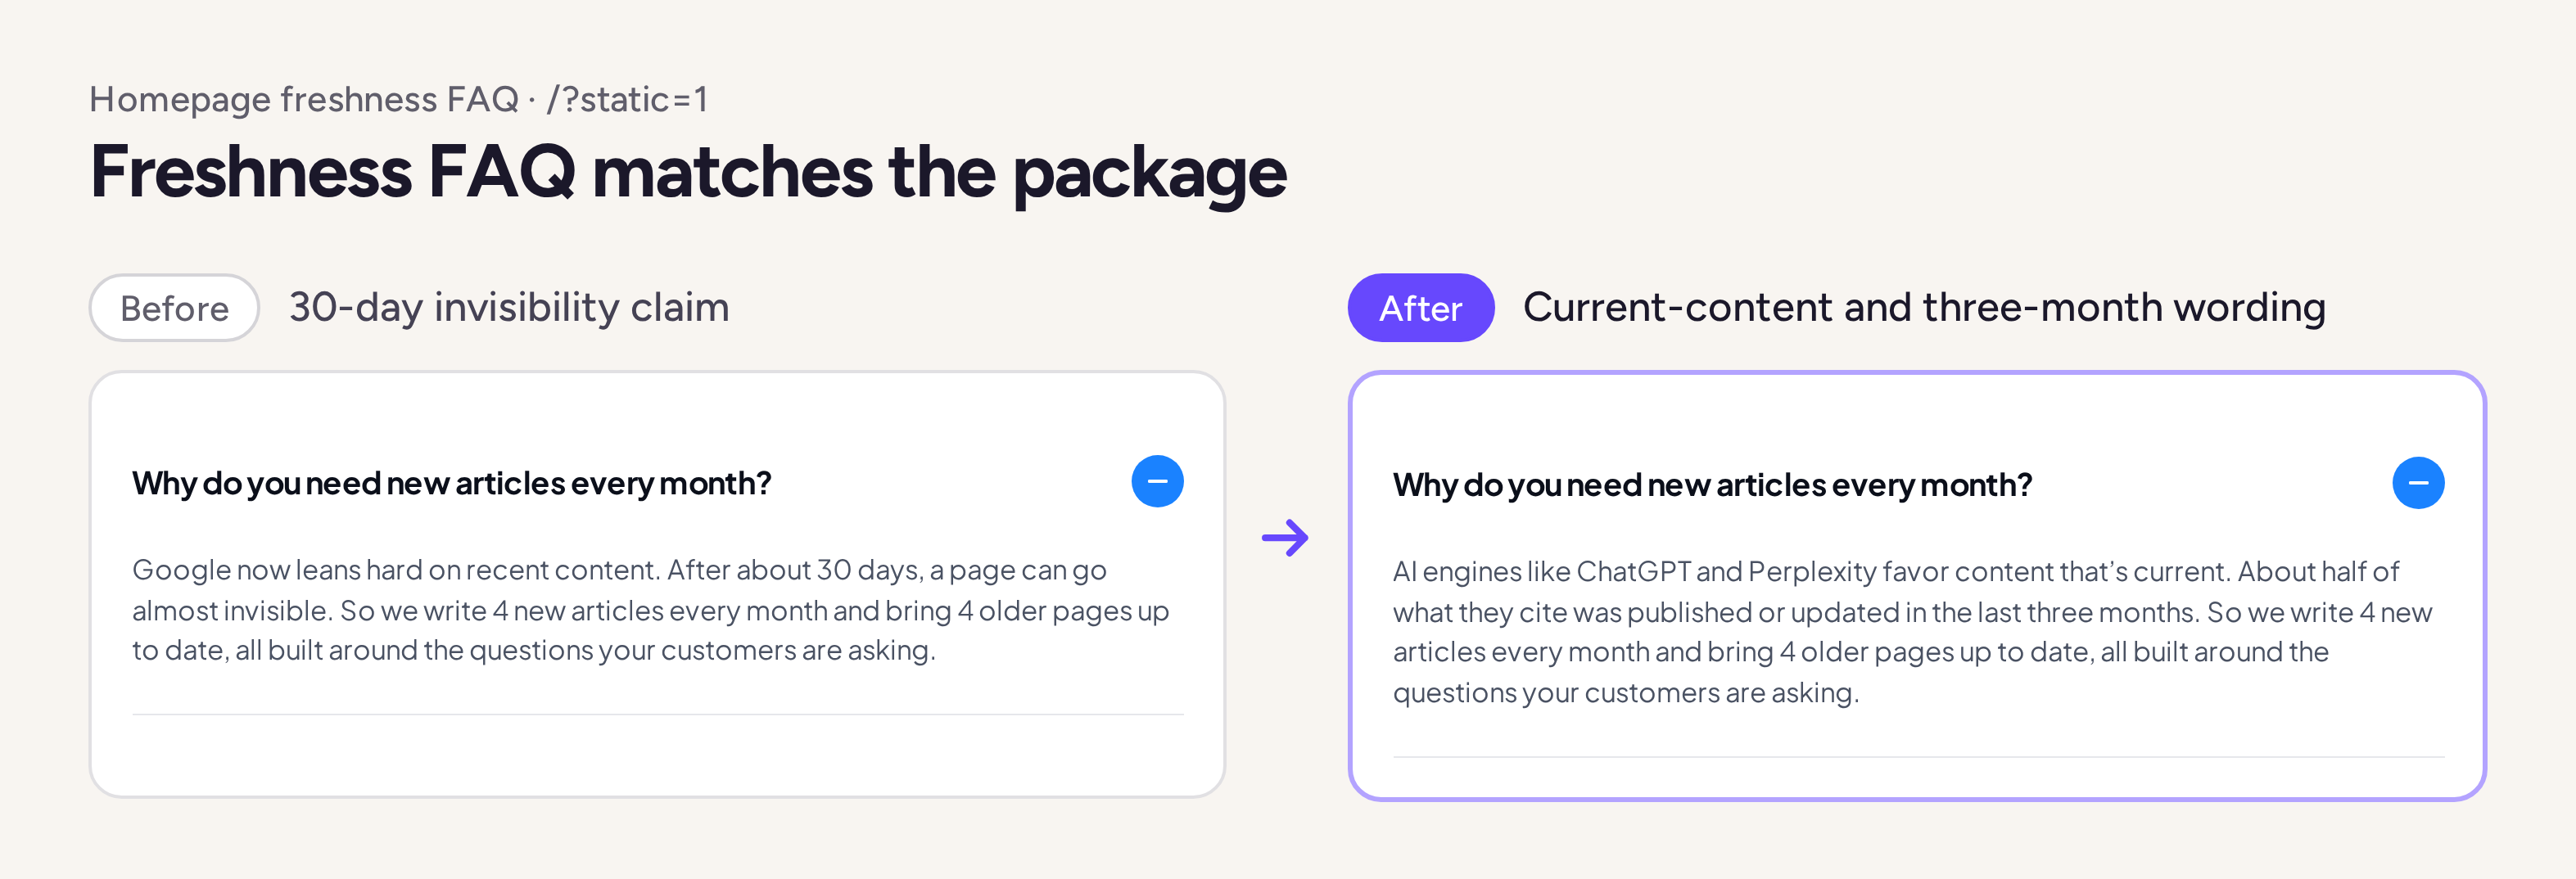 Homepage freshness FAQ · /?static=1
Freshness FAQ matches the package
Before
30-day invisibility claim
Why do you need new articles every month?
Google now leans hard on recent content. After about 30 days, a page can go
almost invisible. So we write 4 new articles every month and bring 4 older pages up
to date, all built around the questions your customers are asking.
After
Current-content and three-month wording
Why do you need new articles every month?
AI engines like ChatGPT and Perplexity favor content that’s current. About half of
what they cite was published or updated in the last three months. So we write 4 new
articles every month and bring 4 older pages up to date, all built around the
questions your customers are asking.